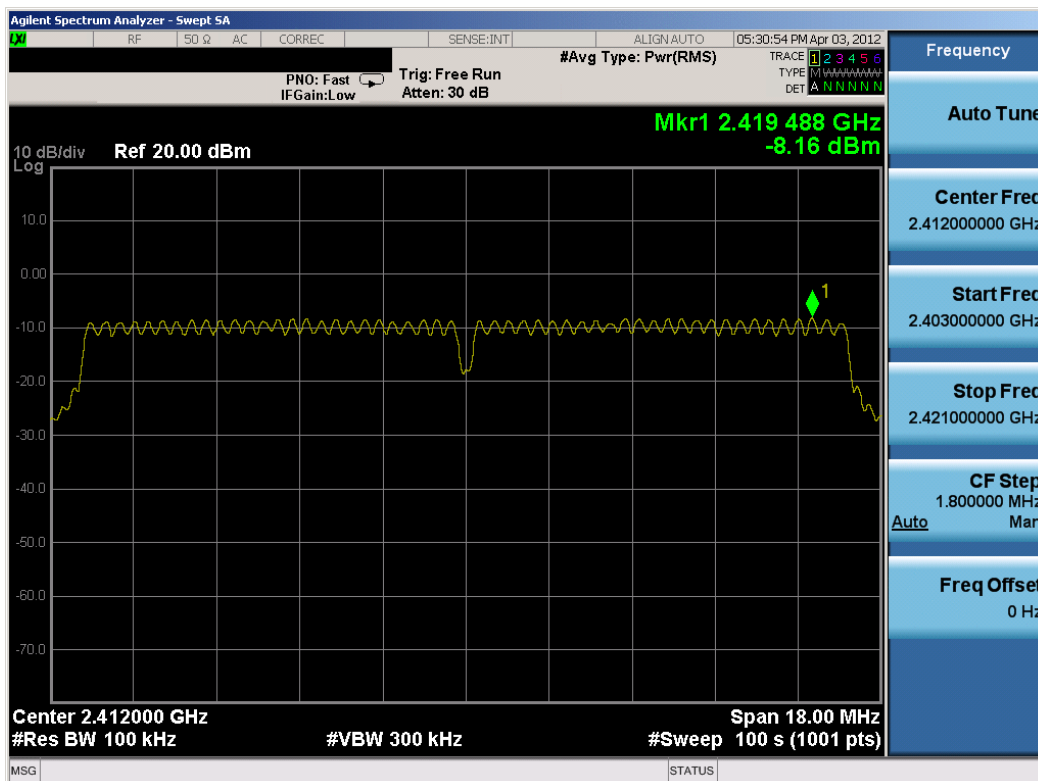 Agilent Spectrum Analyzer - Swept SA
LXI RF 50 Ω AC CORREC SENSE:INT ALIGN AUTO 05:30:54 PM Apr 03, 2012
#Avg Type: Pwr(RMS) TRACE 1 2 3 4 5 6
PNO: Fast Trig: Free Run TYPE M WWWWW
IFGain:Low Atten: 30 dB DET A N N N N N
Mkr1 2.419 488 GHz
-8.16 dBm
10 dB/div Ref 20.00 dBm
Log
1
10.0
0.00
-10.0
-20.0
-30.0
-40.0
-50.0
-60.0
-70.0
Center 2.412000 GHz Span 18.00 MHz
#Res BW 100 kHz #VBW 300 kHz #Sweep 100 s (1001 pts)
MSG STATUS
Frequency
Auto Tune
Center Freq
2.412000000 GHz
Start Freq
2.403000000 GHz
Stop Freq
2.421000000 GHz
CF Step
1.800000 MHz
Auto Man
Freq Offset
0 Hz